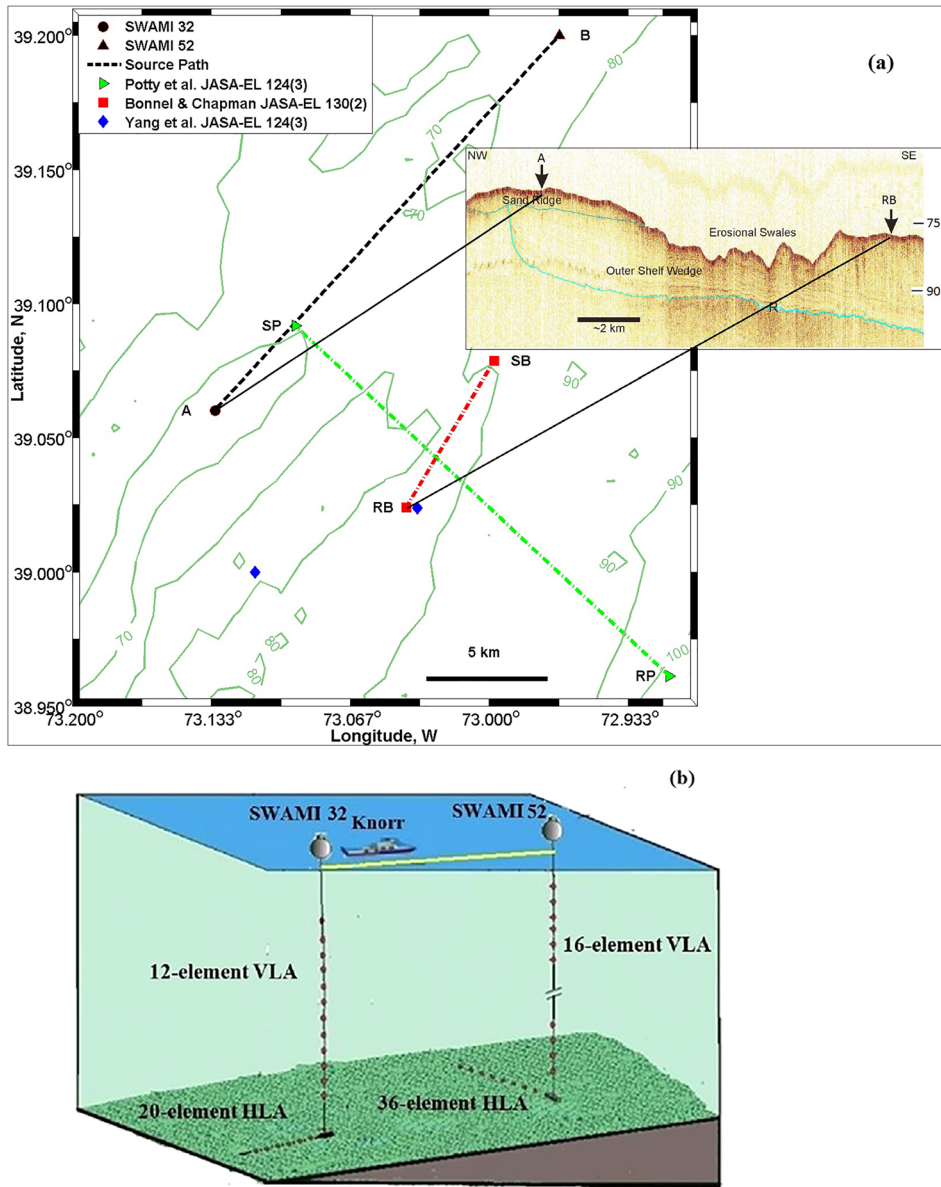 SWAMI 32
SWAMI 52
Source Path
Potty et al. JASA-EL 124(3)
Bonnel & Chapman JASA-EL 130(2)
Yang et al. JASA-EL 124(3)
(a)
B
80
70
70
NW
A
SE
RB
Sand Ridge
Erosional Swales
75
Outer Shelf Wedge
90
R
~2 km
39.200°
39.150°
39.100°
39.050°
39.000°
38.950°
Latitude, N
SP
SB
90
A
RB
90
70
80
80
5 km
100
RP
73.200°
73.133°
73.067°
73.000°
72.933°
Longitude, W
(b)
SWAMI 32
Knorr
SWAMI 52
12-element VLA
16-element VLA
20-element HLA
36-element HLA